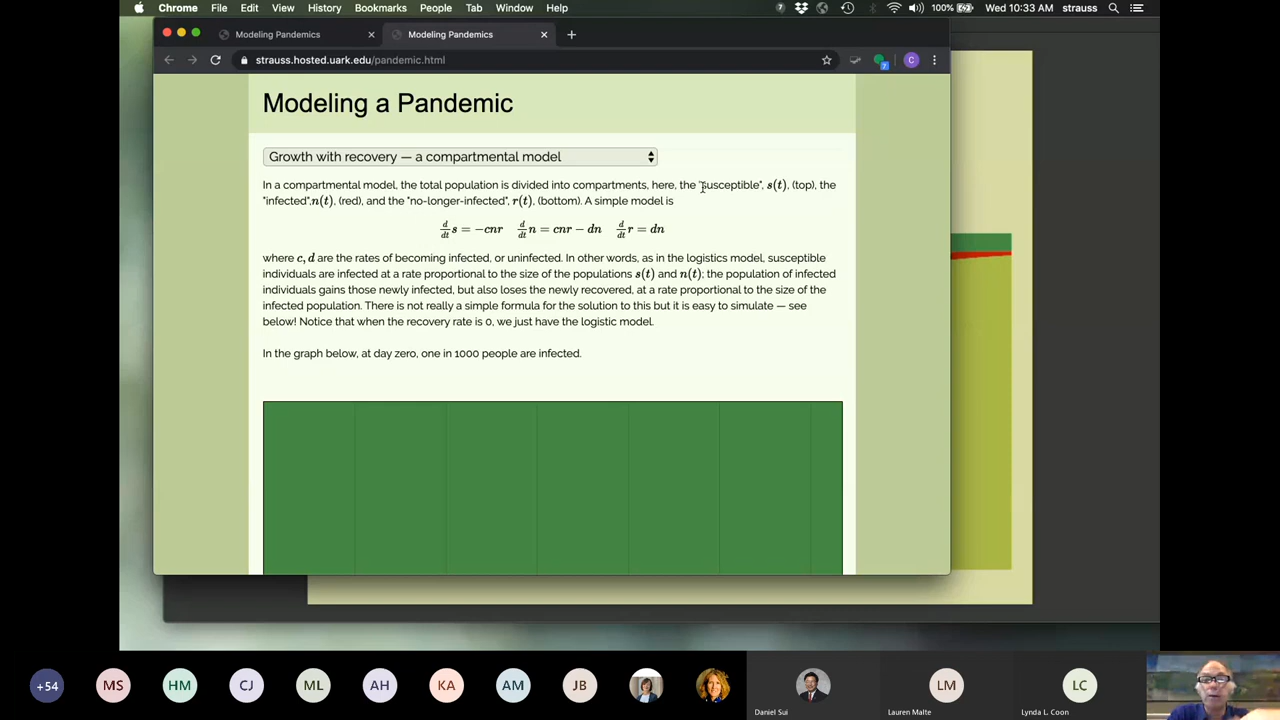 Chrome File Edit View History Bookmarks People Tab Window Help 100% Wed 10:33 AM strauss
Modeling Pandemics Modeling Pandemics
strauss.hosted.uark.edu/pandemic.html C
Modeling a Pandemic
Growth with recovery — a compartmental model
In a compartmental model, the total population is divided into compartments, here, the "susceptible", s(t), (top), the
"infected",n(t), (red), and the "no-longer-infected", r(t), (bottom). A simple model is
d/dt s = −cnr d/dt n = cnr − dn d/dt r = dn
where c, d are the rates of becoming infected, or uninfected. In other words, as in the logistics model, susceptible
individuals are infected at a rate proportional to the size of the populations s(t) and n(t); the population of infected
individuals gains those newly infected, but also loses the newly recovered, at a rate proportional to the size of the
infected population. There is not really a simple formula for the solution to this but it is easy to simulate — see
below! Notice that when the recovery rate is 0, we just have the logistic model.
In the graph below, at day zero, one in 1000 people are infected.
+54 MS HM CJ ML AH KA AM JB LM LC
Daniel Sui Lauren Malte Lynda L. Coon